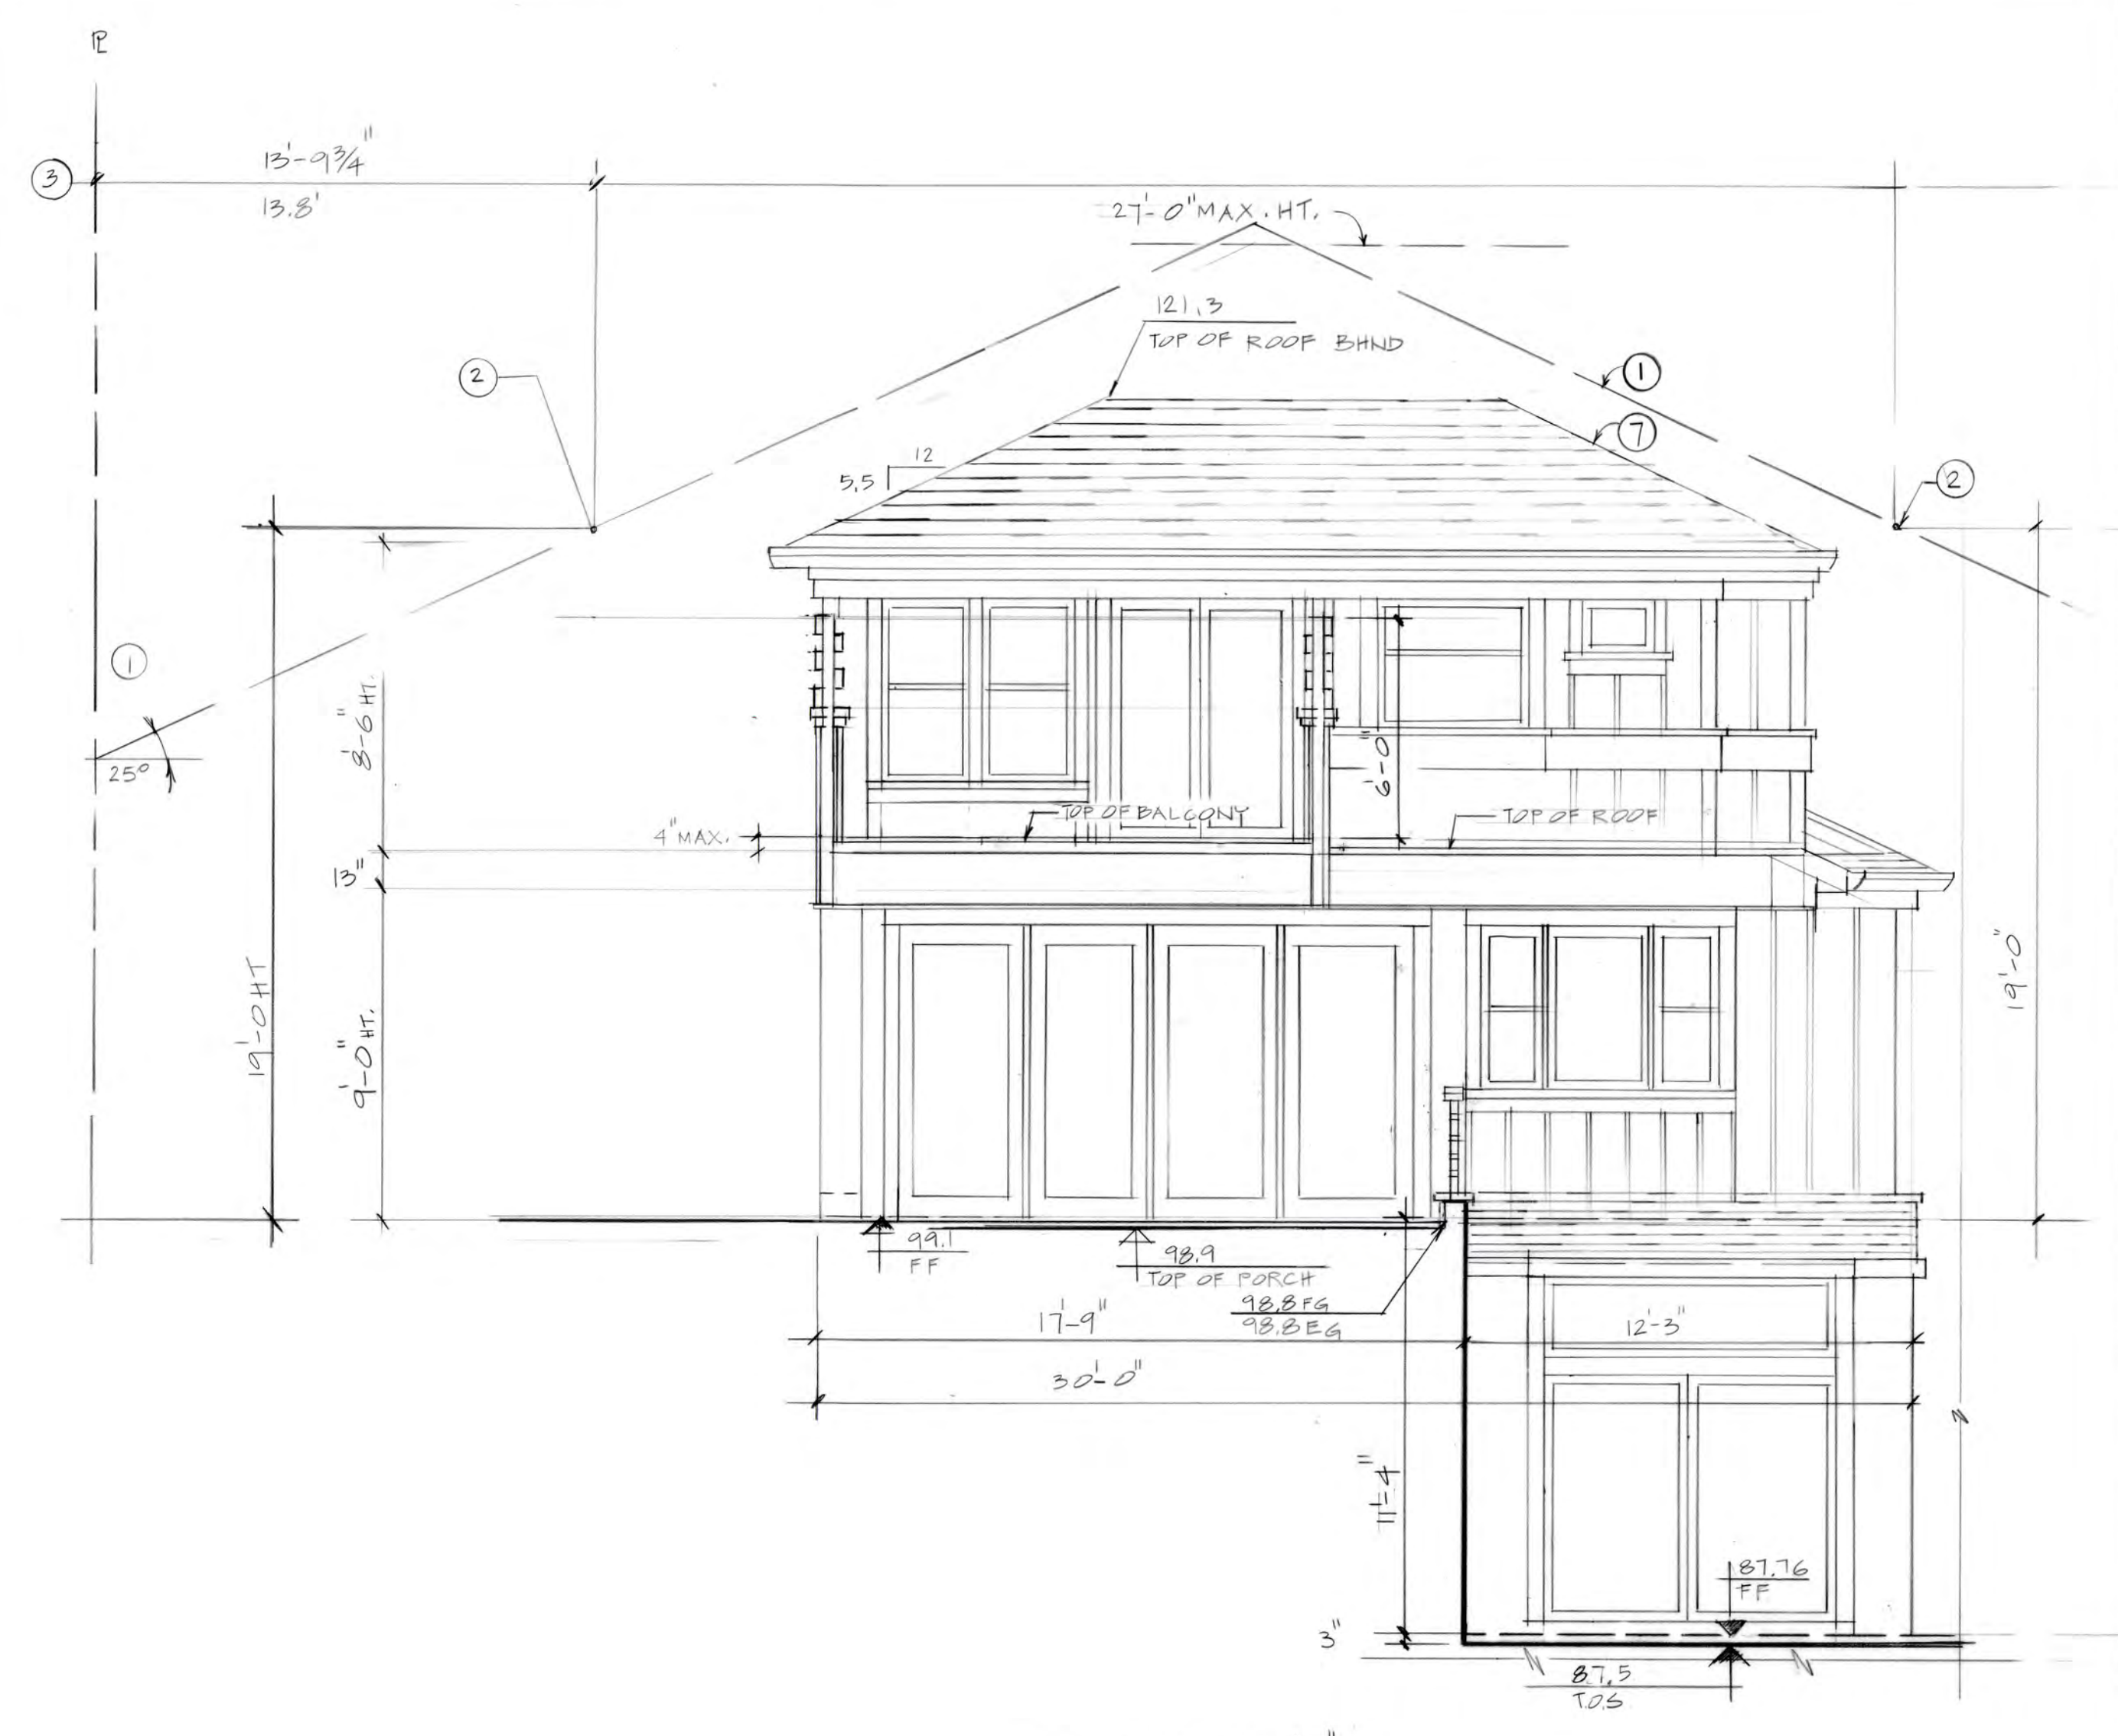 PL
3
13'-9 3/4"
13.8'
27'-0" MAX. HT.
121.3
TOP OF ROOF BHND
1
2
7
12
5.5
2
1
25°
8'-6" HT.
6'-0"
TOP OF BALCONY
TOP OF ROOF
4" MAX.
13"
19'-0 HT
9'-0" HT.
19'-0"
99.1
FF
98.9
TOP OF PORCH
98.8 FG
98.8 EG
17'-9"
12'-3"
30'-0"
11'-4"
87.76
FF
3"
87.5
T.O.S